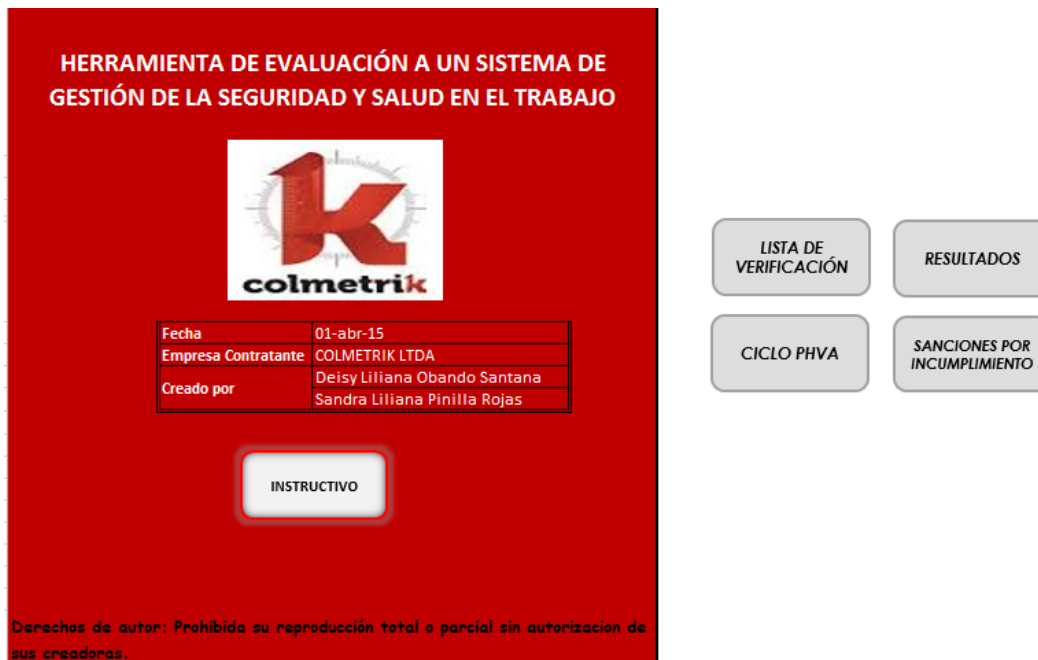 HERRAMIENTA DE EVALUACIÓN A UN SISTEMA DE
GESTIÓN DE LA SEGURIDAD Y SALUD EN EL TRABAJO
colmetrik
Fecha 01-abr-15
Empresa Contratante COLMETRIK LTDA
Creado por Deisy Liliana Obando Santana
Sandra Liliana Pinilla Rojas
INSTRUCTIVO
Derechos de autor: Prohibida su reproducción total o parcial sin autorizacion de
sus creadoras.
LISTA DE
VERIFICACIÓN
RESULTADOS
CICLO PHVA
SANCIONES POR
INCUMPLIMIENTO